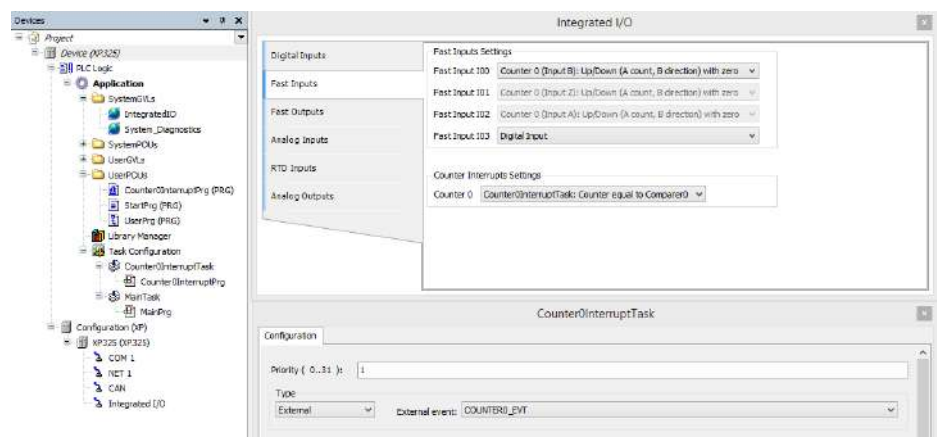 Devices
Project
Device (XP325)
PLC Logic
Application
SystemGVLs
IntegratedIO
System_Diagnostics
SystemPOUs
UserGVLs
UserPOUs
Counter0InterruptPrg (PRG)
StartPrg (PRG)
UserPrg (PRG)
Library Manager
Task Configuration
Counter0InterruptTask
Counter0InterruptPrg
MainTask
MainPrg
Configuration (XP)
XP325 (XP325)
COM 1
NET 1
CAN
Integrated I/O
Integrated I/O
Digital Inputs
Fast Inputs
Fast Outputs
Analog Inputs
RTD Inputs
Analog Outputs
Fast Inputs Settings
Fast Input I00 Counter 0 (Input B): Up/Down (A count, B direction) with zero
Fast Input I01 Counter 0 (Input Z): Up/Down (A count, B direction) with zero
Fast Input I02 Counter 0 (Input A): Up/Down (A count, B direction) with zero
Fast Input I03 Digital Input
Counter Interrupts Settings
Counter 0 Counter0InterruptTask: Counter equal to Comparer0
Counter0InterruptTask
Configuration
Priority ( 0..31 ): 1
Type
External External event: COUNTER0_EVT